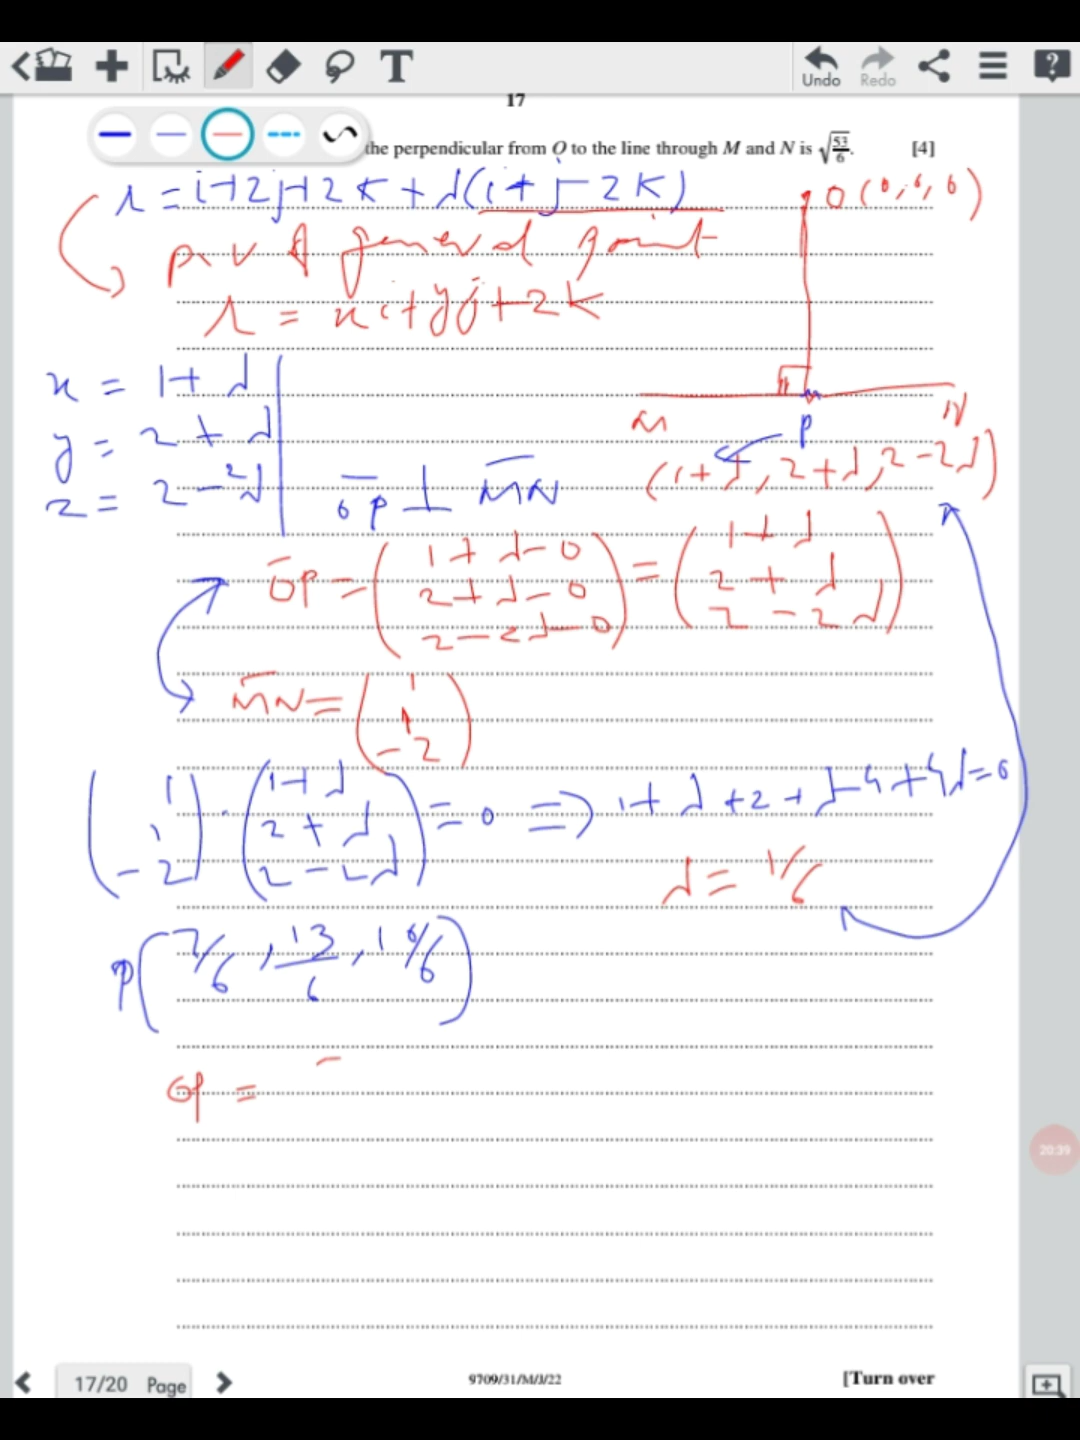 Undo Redo
17
the perpendicular from O to the line through M and N is √53/6. [4]
r = i+2j+2k + λ(i+j-2k)
O(0,0,0)
p.v of general point
r = xi+yj+zk
x = 1+λ
y = 2+λ
z = 2-2λ
M N
P
(1+λ, 2+λ, 2-2λ)
OP ⊥ MN
OP = (1+λ-0 2+λ-0 2-2λ-0) = (1+λ 2+λ 2-2λ)
MN = (1 1 -2)
(1 1 -2) · (1+λ 2+λ 2-2λ) = 0 ⇒ 1+λ+2+λ-4+4λ=0
λ = 1/6
P(7/6, 13/6, 10/6)
OP =
20:39
17/20 Page
9709/31/M/J/22
[Turn over